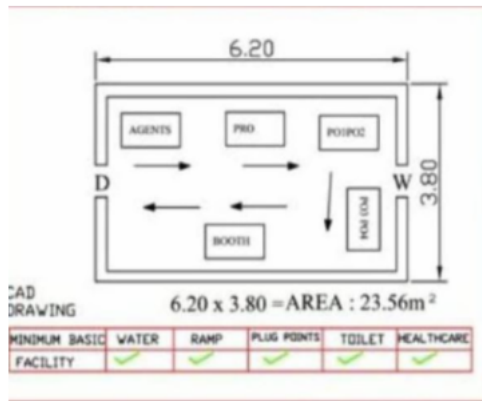 6.20
AGENTS
PRO
PO1PO2
3.80
D
W
PO3 PO4
BOOTH
CAD
DRAWING
6.20 x 3.80 =AREA : 23.56m²
MINIMUM BASIC FACILITY
WATER
RAMP
PLUG POINTS
TOILET
HEALTHCARE